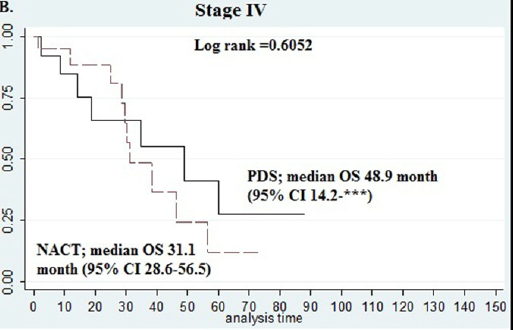 B.
Stage IV
Log rank =0.6052
1.00
0.75
0.50
0.25
0.00
PDS; median OS 48.9 month
(95% CI 14.2-***)
NACT; median OS 31.1
month (95% CI 28.6-56.5)
0 10 20 30 40 50 60 70 80 90 100 110 120 130 140 150
analysis time